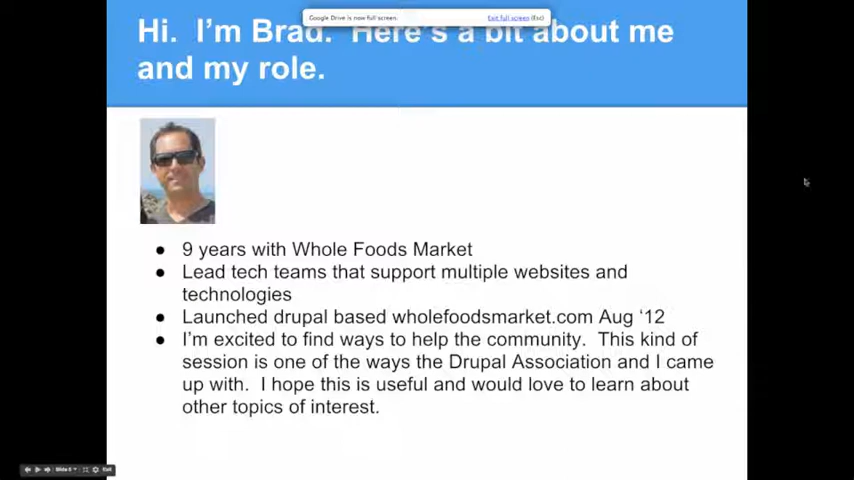 Google Drive is now full screen. Exit full screen (Esc)
Hi. I'm Brad. Here's a bit about me
and my role.
● 9 years with Whole Foods Market
● Lead tech teams that support multiple websites and
technologies
● Launched drupal based wholefoodsmarket.com Aug ‘12
● I'm excited to find ways to help the community. This kind of
session is one of the ways the Drupal Association and I came
up with. I hope this is useful and would love to learn about
other topics of interest.